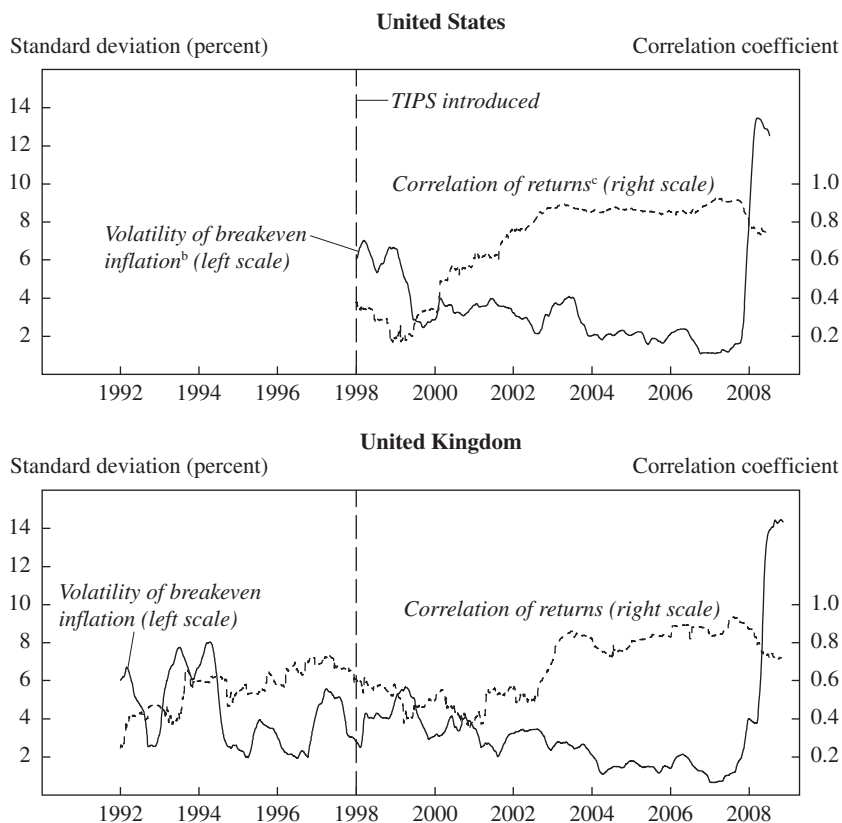 United States
Standard deviation (percent)
Correlation coefficient
14
TIPS introduced
12
10
Correlation of returnsᶜ (right scale)
1.0
8
0.8
Volatility of breakeven
inflationᵇ (left scale)
6
0.6
4
0.4
2
0.2
1992 1994 1996 1998 2000 2002 2004 2006 2008
United Kingdom
Standard deviation (percent)
Correlation coefficient
14
12
Volatility of breakeven
inflation (left scale)
10
Correlation of returns (right scale)
1.0
8
0.8
6
0.6
4
0.4
2
0.2
1992 1994 1996 1998 2000 2002 2004 2006 2008